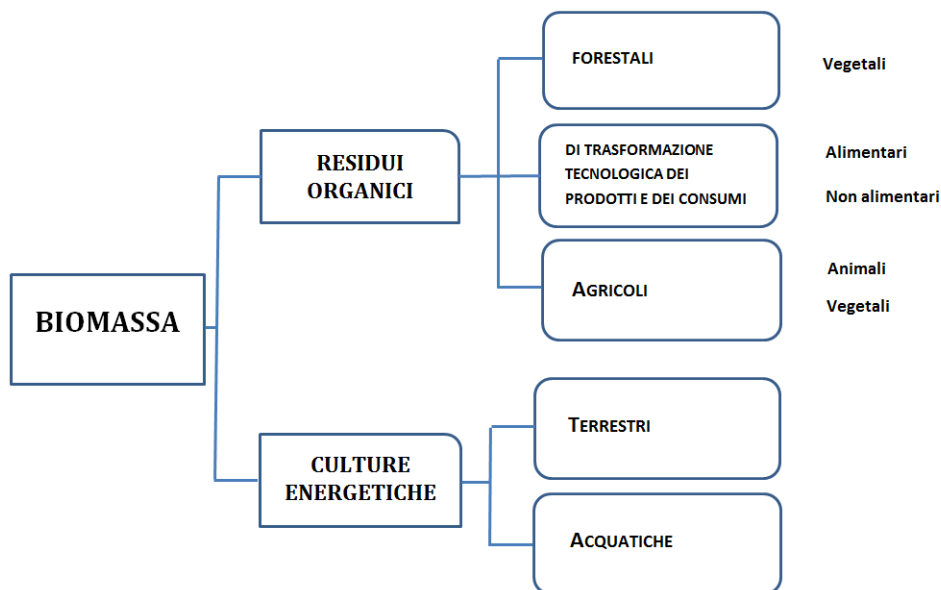 FORESTALI
Vegetali
DI TRASFORMAZIONE
TECNOLOGICA DEI
PRODOTTI E DEI CONSUMI
Alimentari
Non alimentari
RESIDUI
ORGANICI
AGRICOLI
Animali
Vegetali
BIOMASSA
TERRESTRI
CULTURE
ENERGETICHE
ACQUATICHE